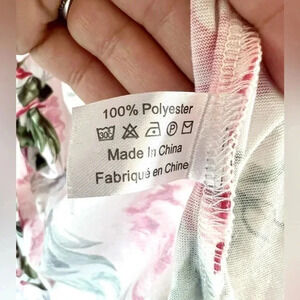 100% Polyester
Made In China
Fabriqué en Chine